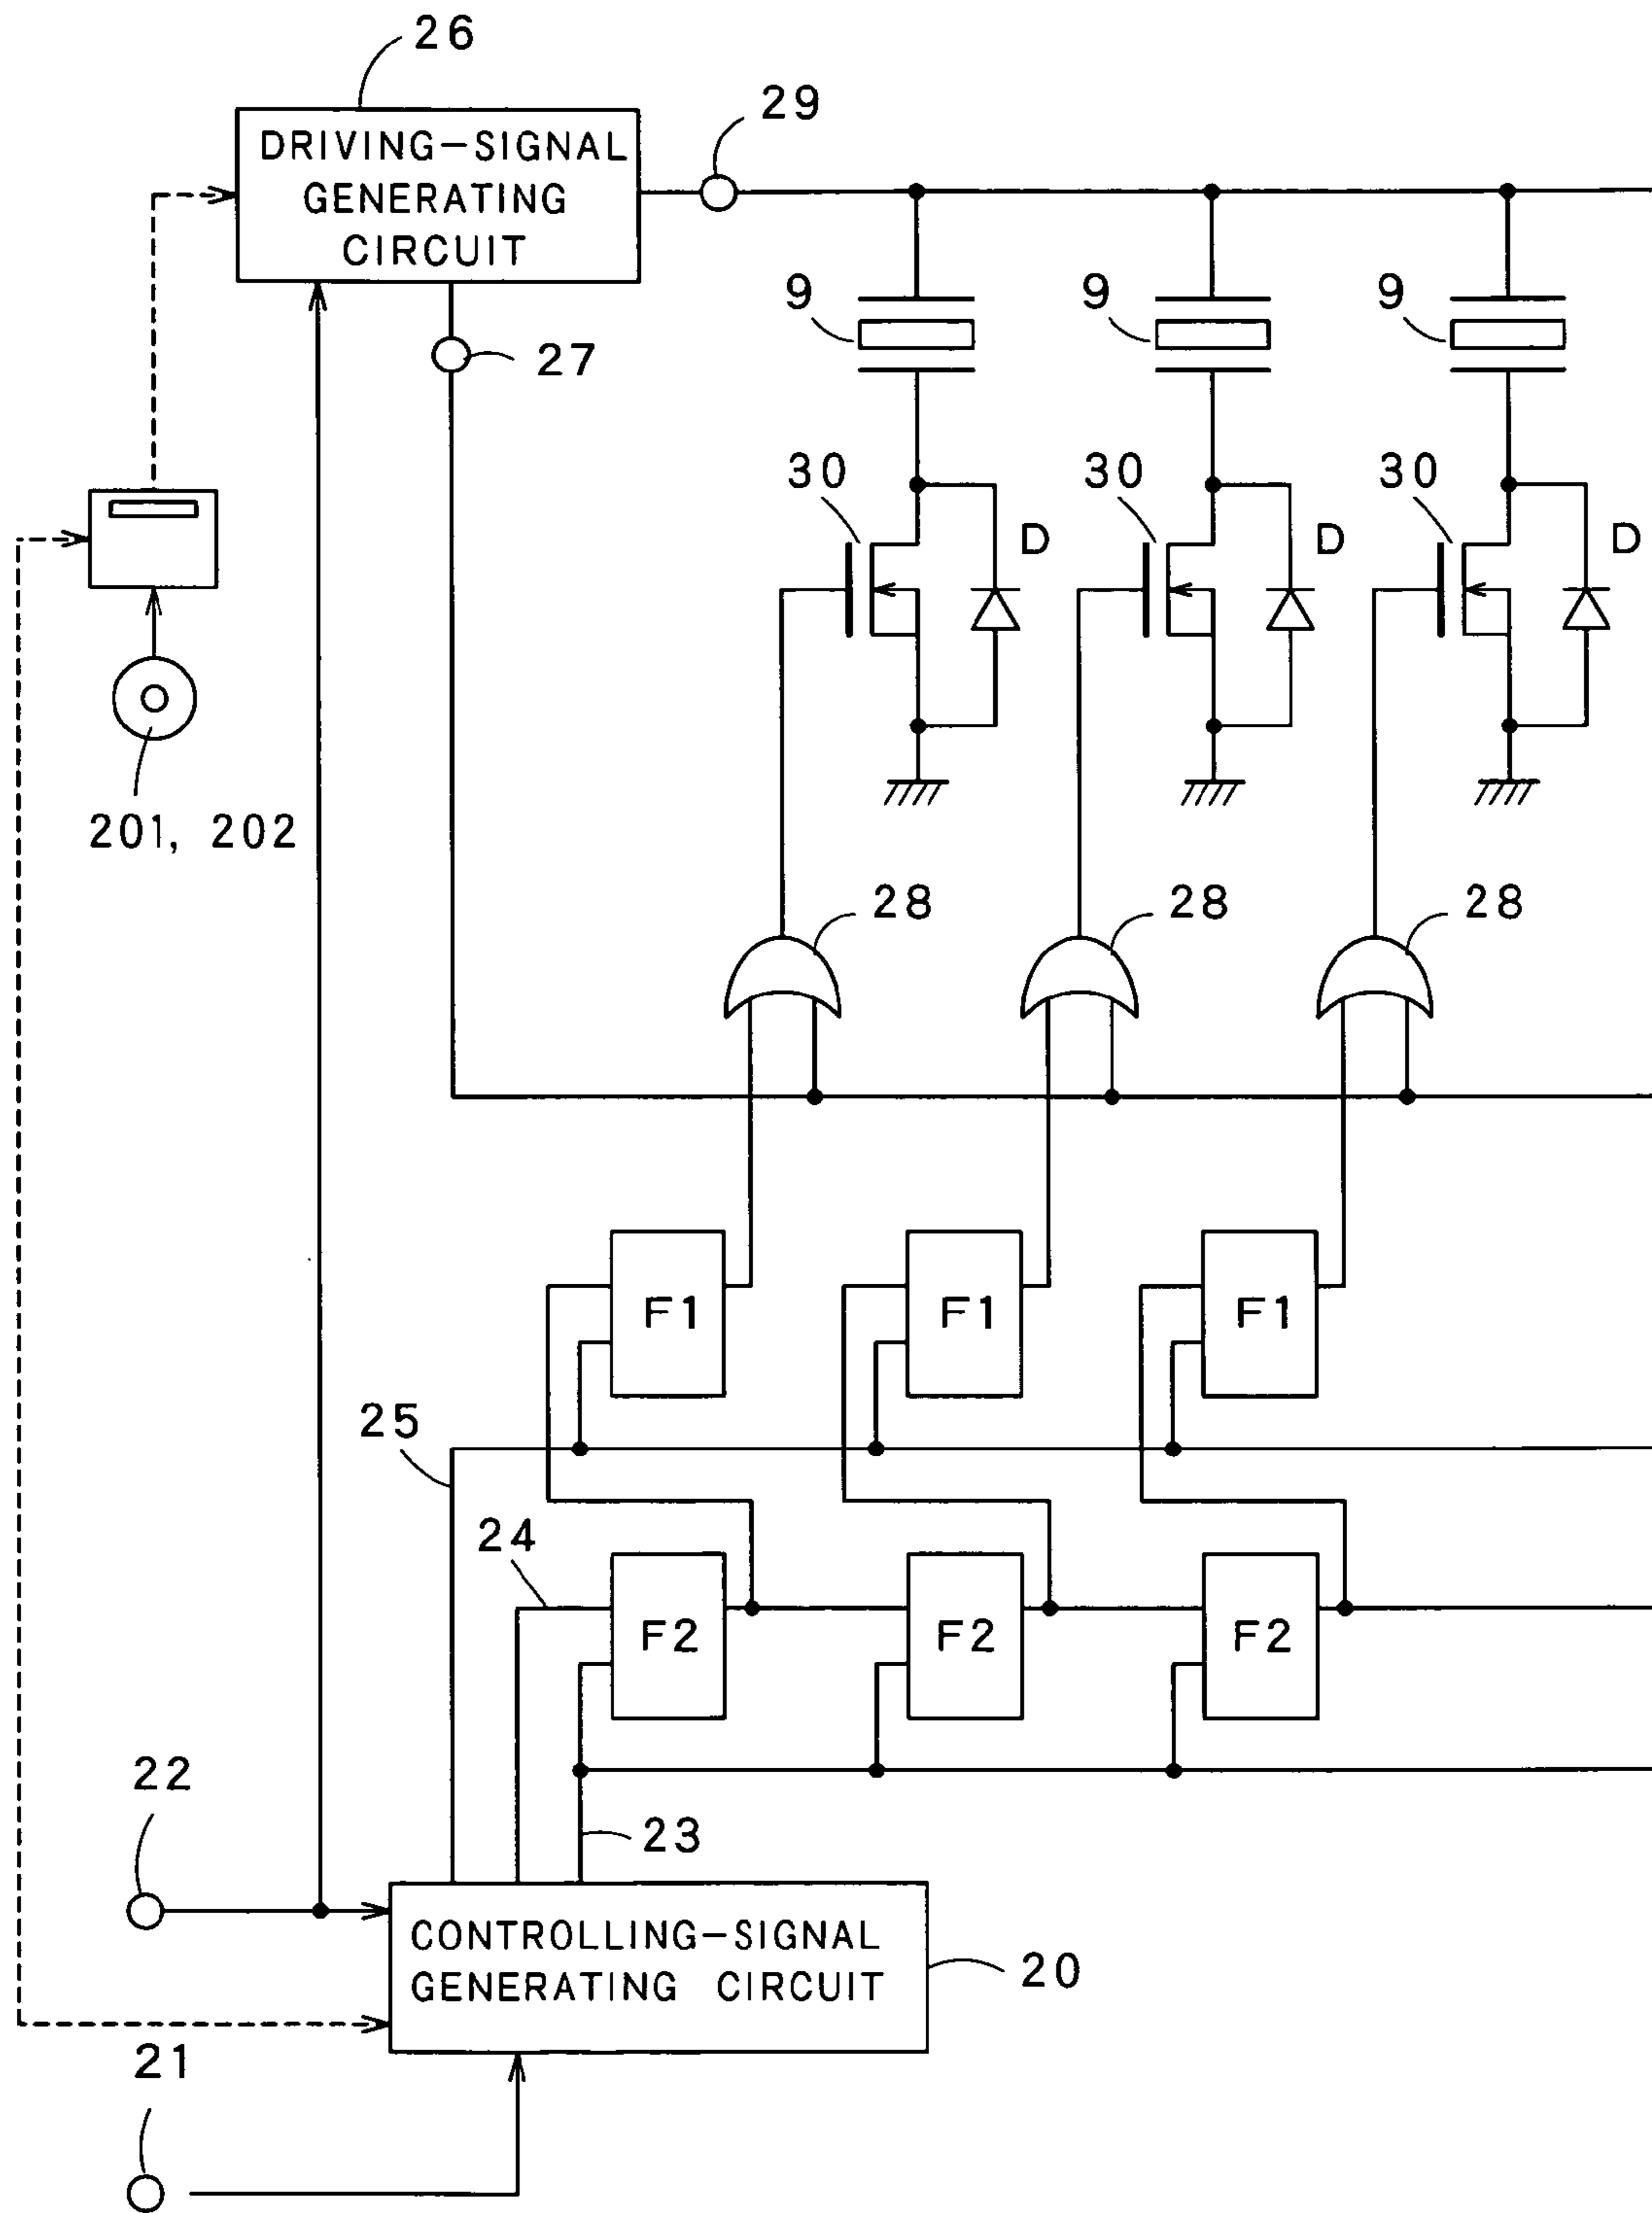 26
29
DRIVING-SIGNAL
GENERATING
CIRCUIT
9
9
9
27
30
30
30
D
D
D
201, 202
28
28
28
F1
F1
F1
25
24
F2
F2
F2
22
23
CONTROLLING-SIGNAL
GENERATING CIRCUIT
20
21